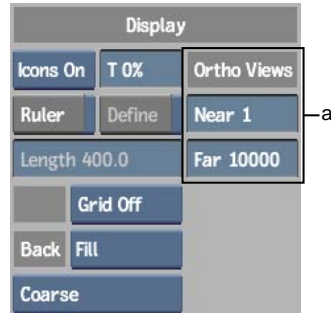 Display
Icons On T 0% Ortho Views
Ruler Define Near 1
a
Length 400.0 Far 10000
Grid Off
Back Fill
Coarse